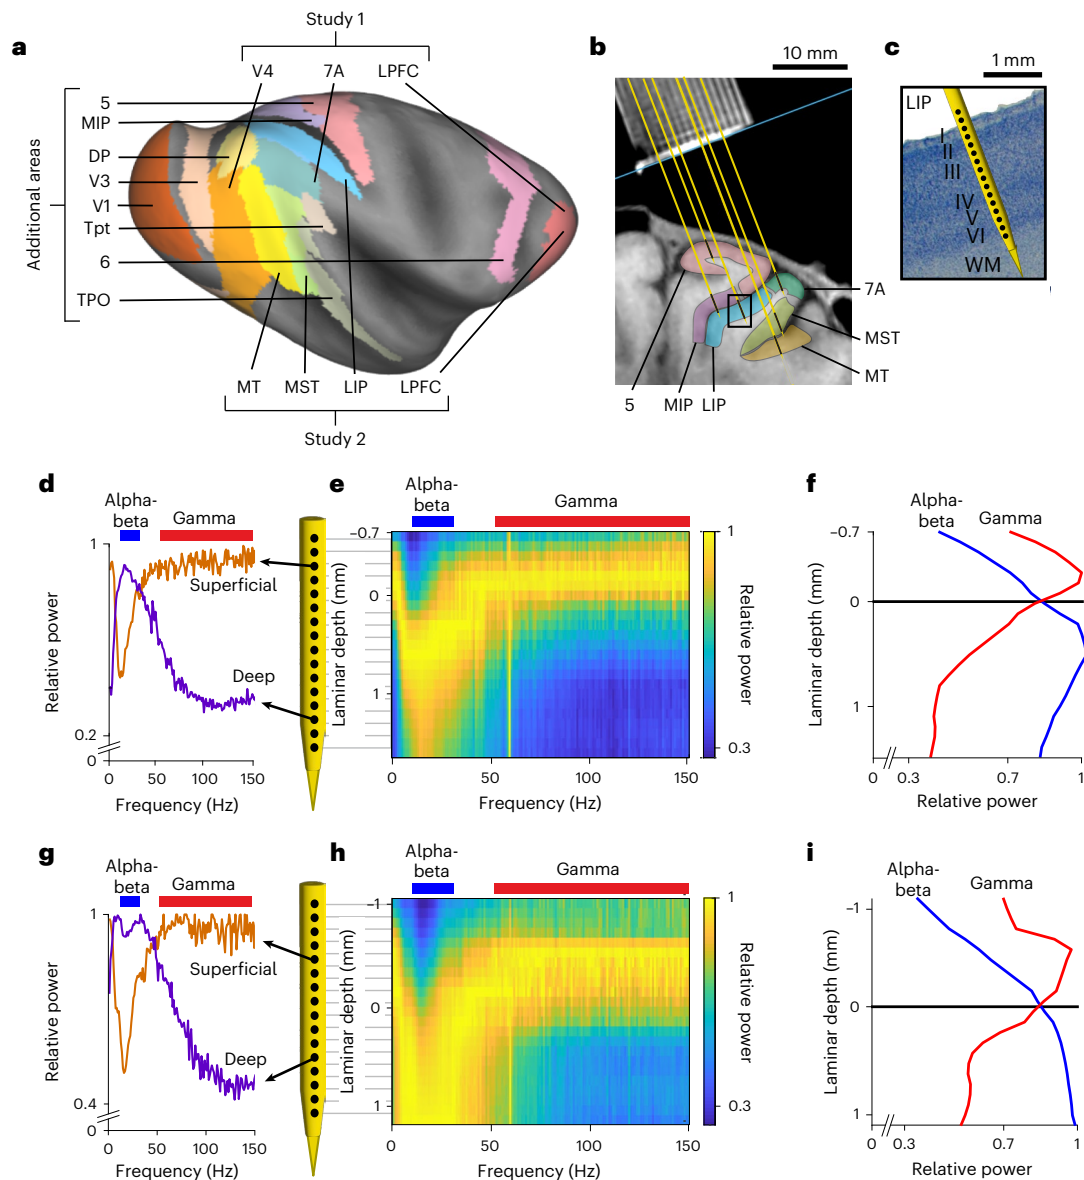 a
Study 1
V4 7A LPFC
Additional areas
5
MIP
DP
V3
V1
Tpt
6
TPO
MT MST LIP LPFC
Study 2
b
10 mm
7A
MST
MT
5 MIP LIP
c
1 mm
LIP
I
II
III
IV
V
VI
WM
d
Alpha-
beta
Gamma
1
Superficial
Relative power
Deep
0.2
0
0 50 100 150
Frequency (Hz)
e
Alpha-
beta
Gamma
–0.7
0
1
Laminar depth (mm)
0 50 100 150
Frequency (Hz)
1
Relative power
0.3
f
Alpha-
beta
Gamma
–0.7
0
1
Laminar depth (mm)
0 0.3 0.7 1
Relative power
g
Alpha-
beta
Gamma
1
Superficial
Relative power
Deep
0.4
0
0 50 100 150
Frequency (Hz)
h
Alpha-
beta
Gamma
–1
0
1
Laminar depth (mm)
0 50 100 150
Frequency (Hz)
1
Relative power
0.3
i
Alpha-
beta
Gamma
-1
0
1
Laminar depth (mm)
0 0.3 0.7 1
Relative power